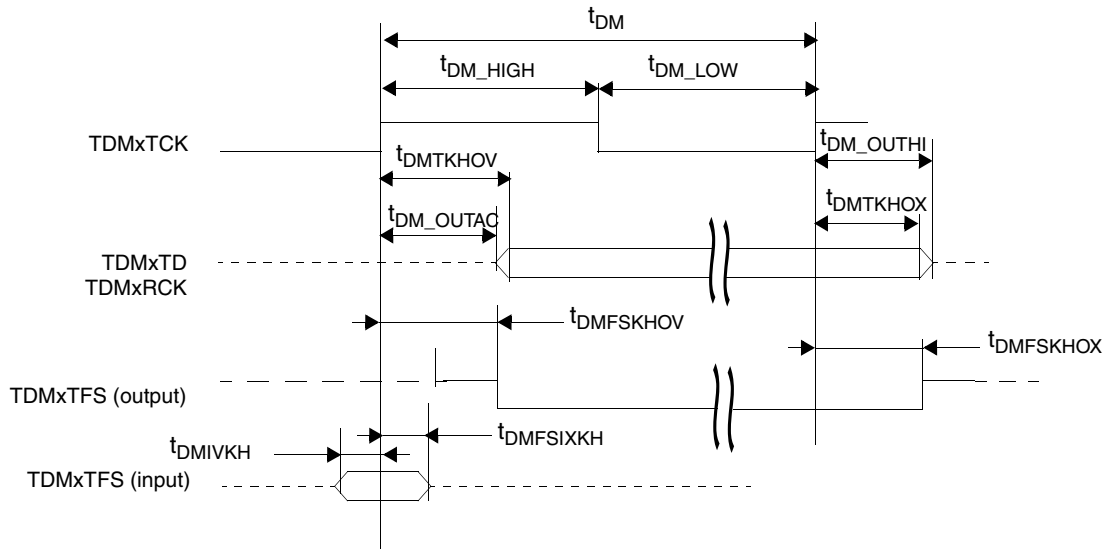 tDM
tDM_HIGH
tDM_LOW
TDMxTCK
tDM_OUTHI
tDMTKHOV
tDMTKHOX
tDM_OUTAC
TDMxTD
TDMxRCK
tDMFSKHOV
tDMFSKHOX
TDMxTFS (output)
tDMFSIXKH
tDMIVKH
TDMxTFS (input)